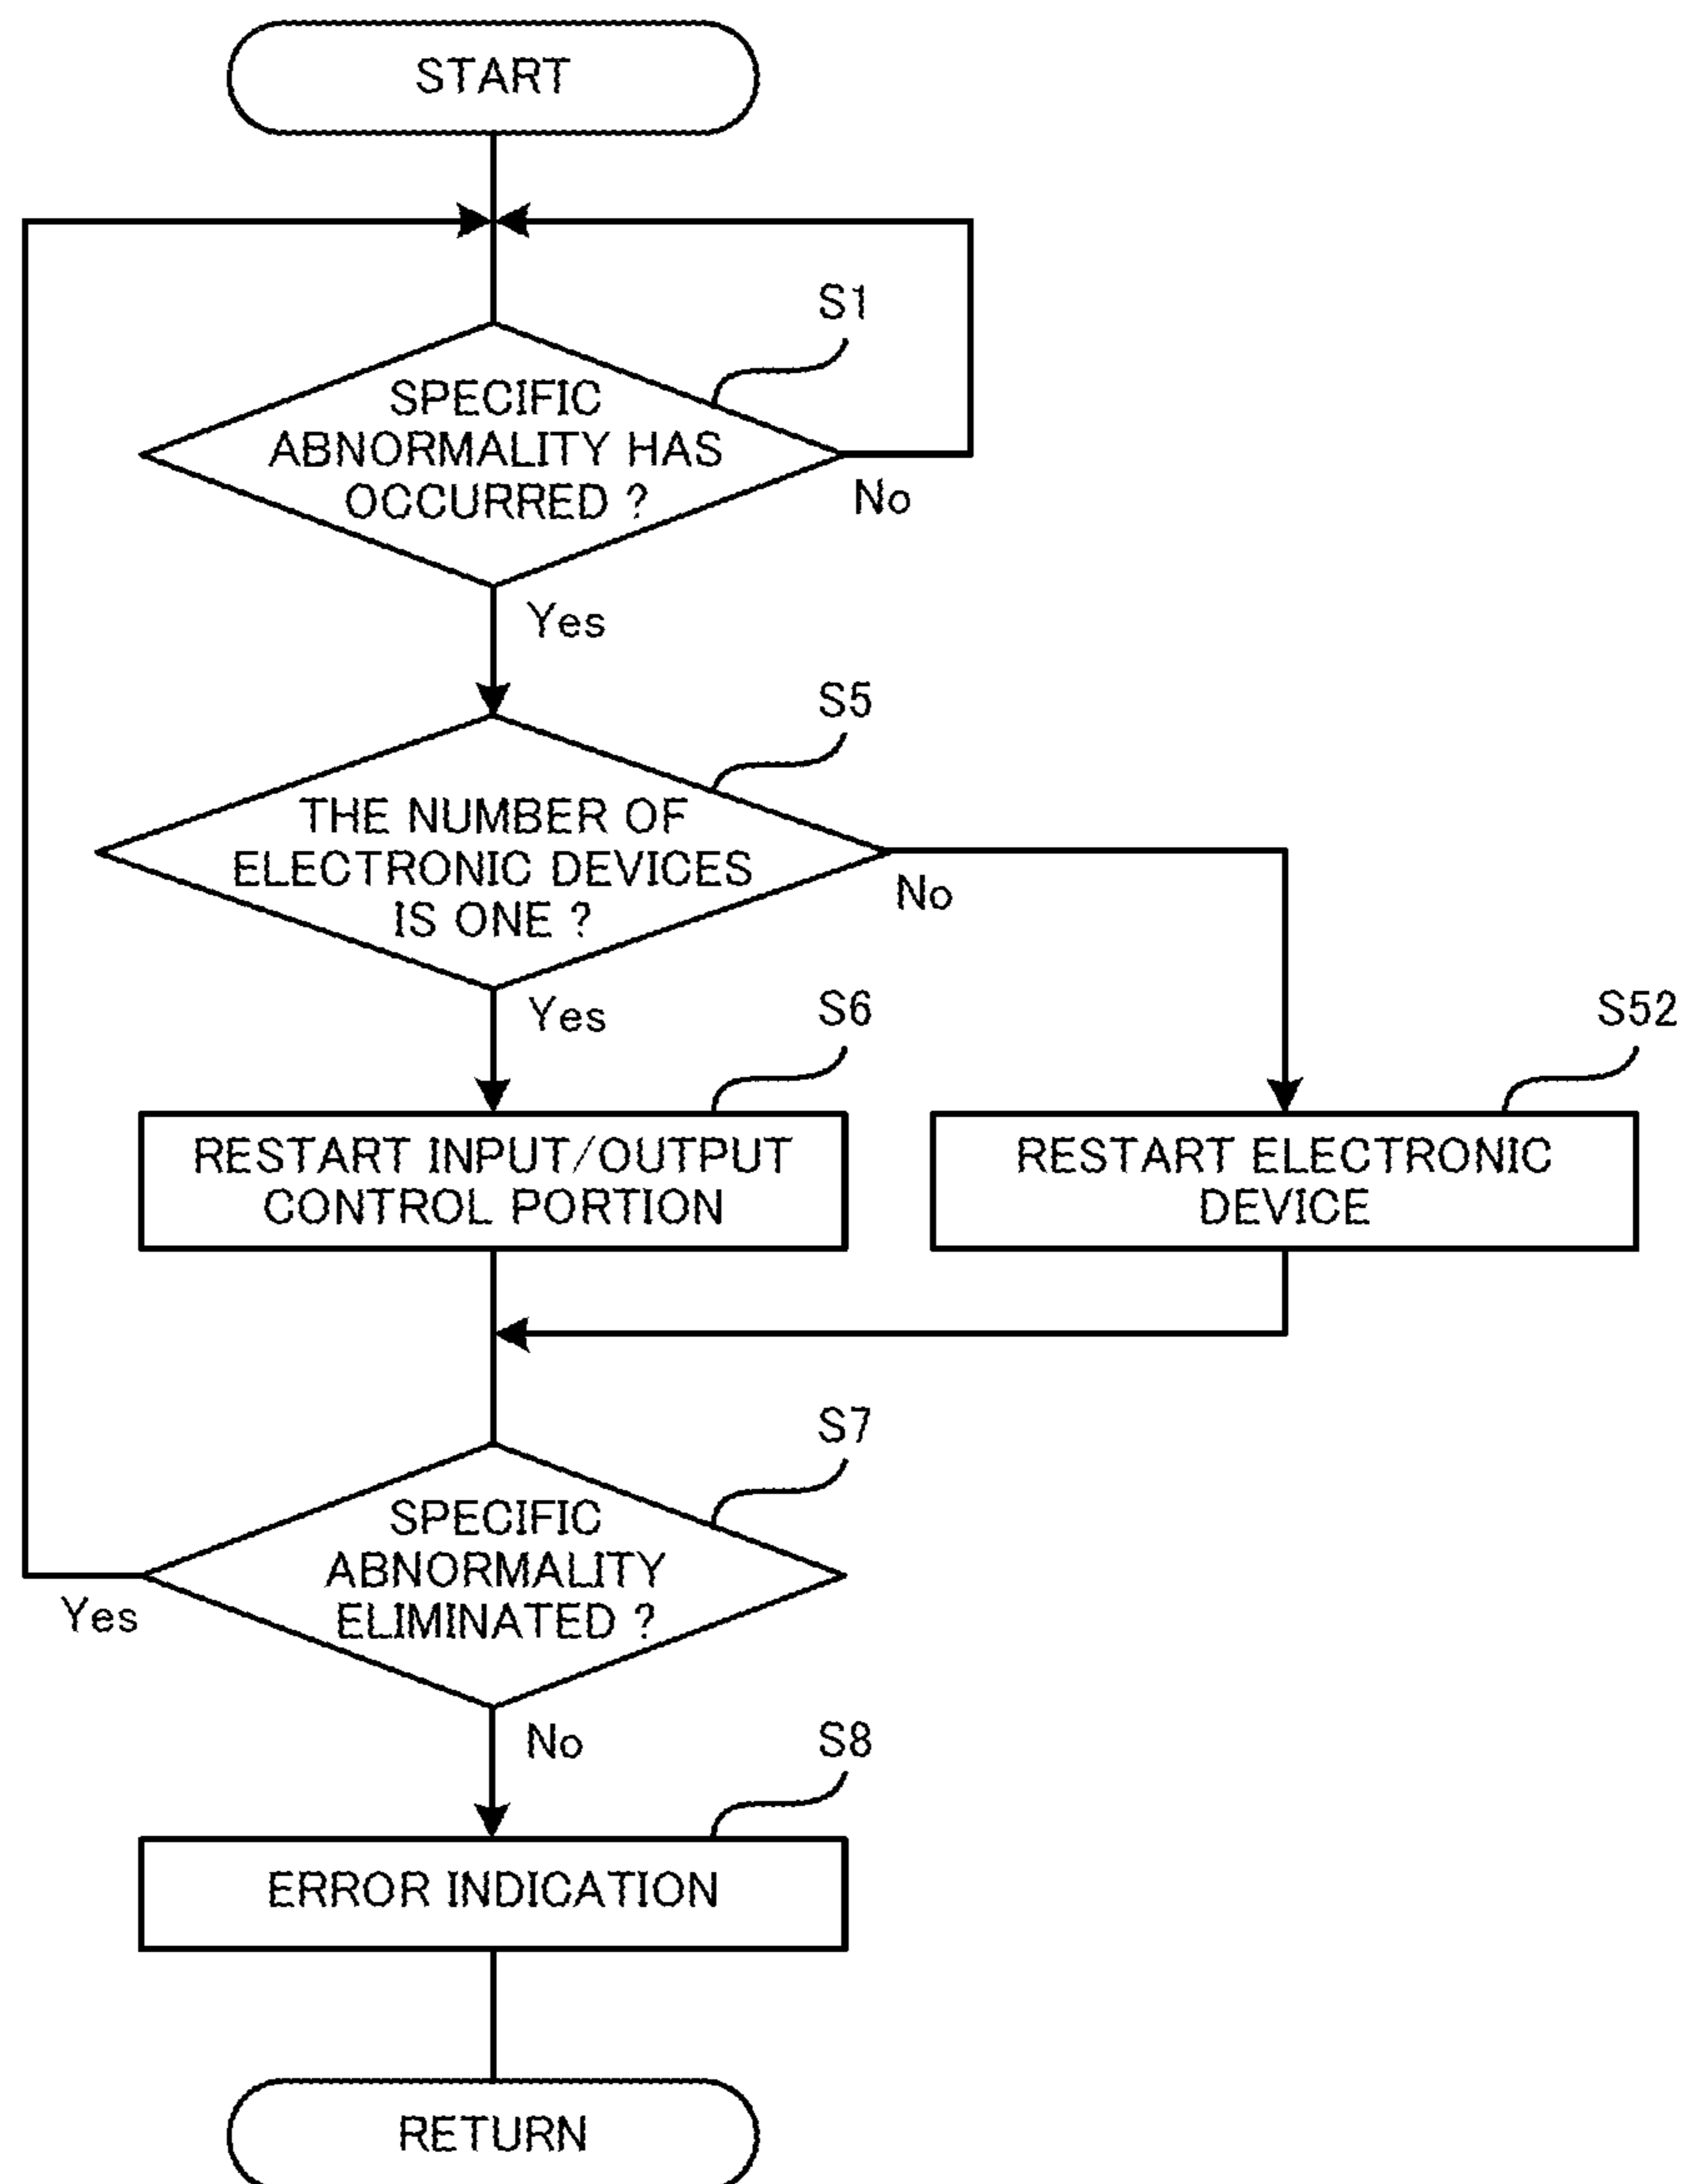 START
S1
SPECIFIC
ABNORMALITY HAS
OCCURRED ?
No
Yes
S5
THE NUMBER OF
ELECTRONIC DEVICES
IS ONE ?
No
Yes
S6
S52
RESTART INPUT/OUTPUT
CONTROL PORTION
RESTART ELECTRONIC
DEVICE
S7
SPECIFIC
ABNORMALITY
ELIMINATED ?
Yes
No
S8
ERROR INDICATION
RETURN